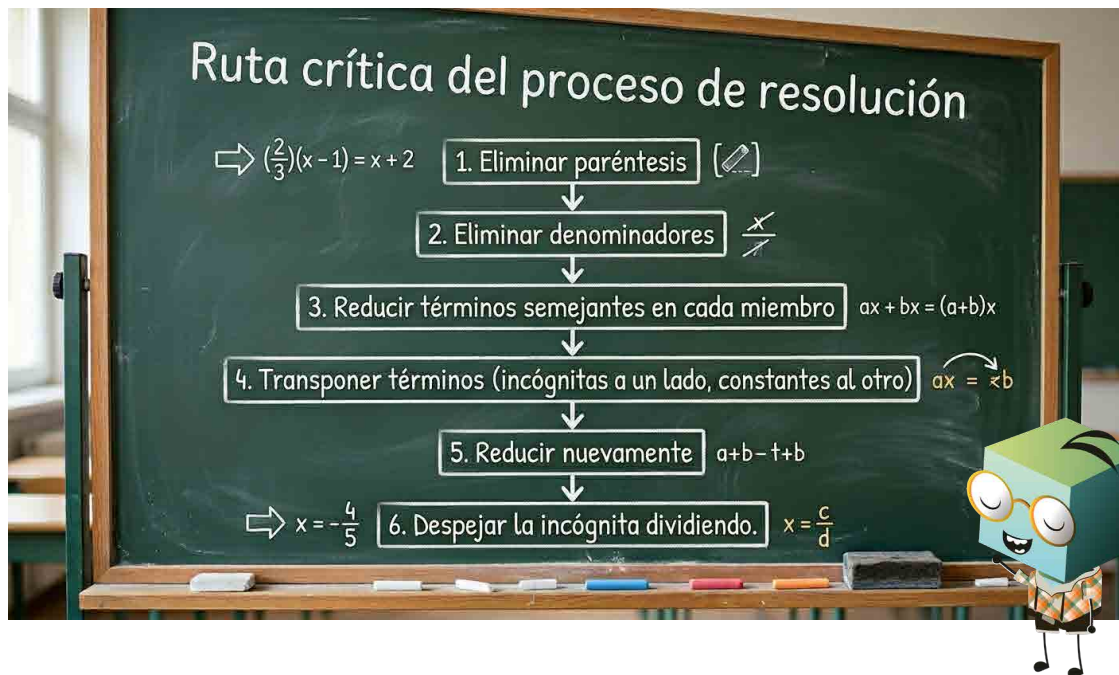 Ruta crítica del proceso de resolución
⇨ (2/3)(x – 1) = x + 2 1. Eliminar paréntesis
2. Eliminar denominadores x
3. Reducir términos semejantes en cada miembro ax + bx = (a+b)x
4. Transponer términos (incógnitas a un lado, constantes al otro) ax = b
5. Reducir nuevamente a+b–t+b
⇨ x = -4/5 6. Despejar la incógnita dividiendo. x = c/d